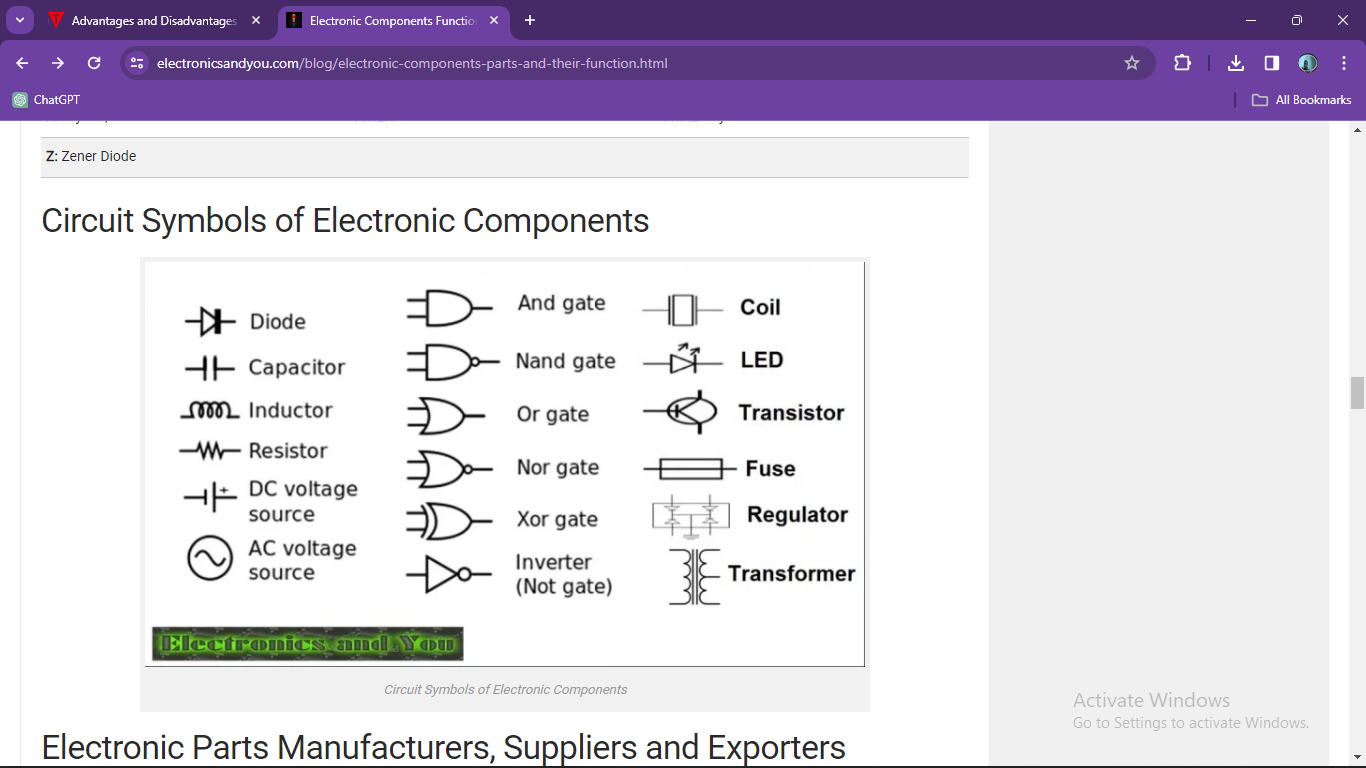 Advantages and Disadvantages
Electronic Components Functio
electronicsandyou.com/blog/electronic-components-parts-and-their-function.html
ChatGPT
All Bookmarks
Z: Zener Diode
Circuit Symbols of Electronic Components
Diode
Capacitor
Inductor
Resistor
DC voltage
source
AC voltage
source
And gate
Nand gate
Or gate
Nor gate
Xor gate
Inverter
(Not gate)
Coil
LED
Transistor
Fuse
Regulator
Transformer
Electronics and You
Circuit Symbols of Electronic Components
Activate Windows
Go to Settings to activate Windows.
Electronic Parts Manufacturers, Suppliers and Exporters